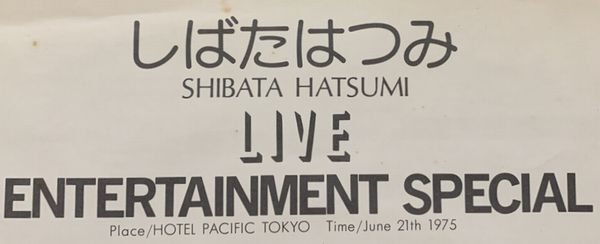 しばたはつみ
SHIBATA HATSUMI
LIVE
ENTERTAINMENT SPECIAL
Place/HOTEL PACIFIC TOKYO Time/June 21th 1975